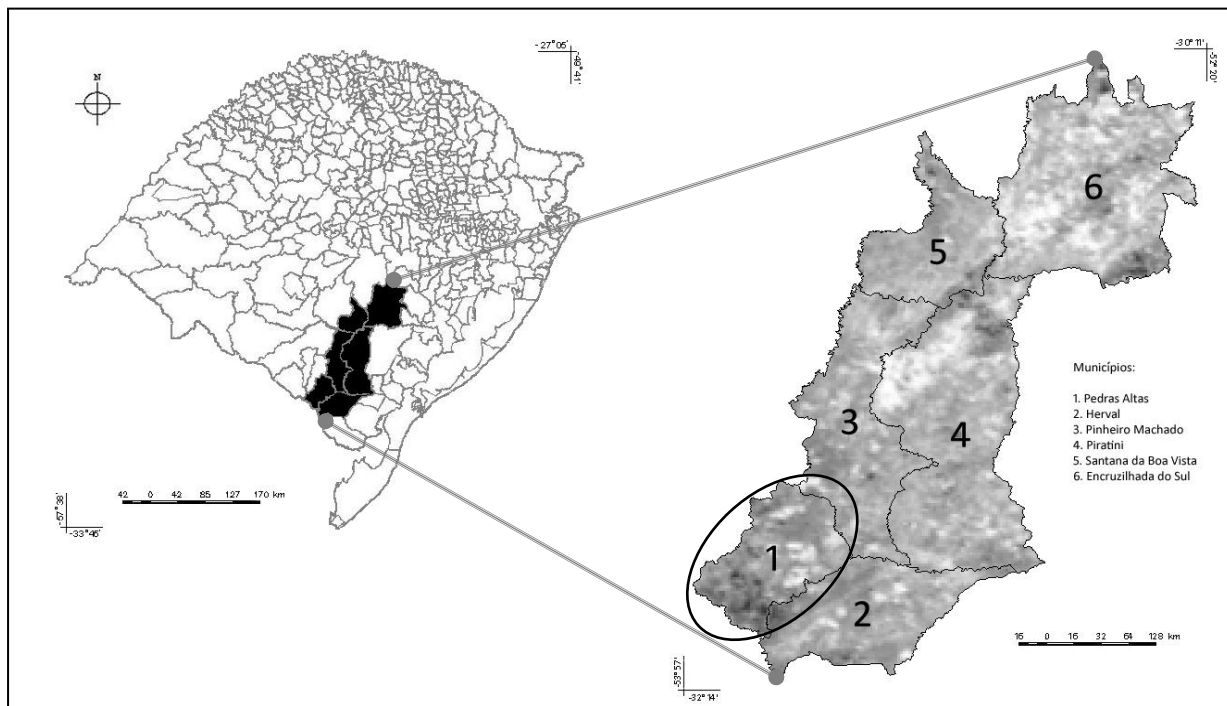 N
-27°05'
-49°41'
-57°38'
-33°46'
42 0 42 85 127 170 km
-30°11'
-52°20'
6
5
3
4
1
2
Municípios:
1. Pedras Altas
2. Herval
3. Pinheiro Machado
4. Piratini
5. Santana da Boa Vista
6. Encruzilhada do Sul
16 0 16 32 64 128 km
-53°57'
-32°14'